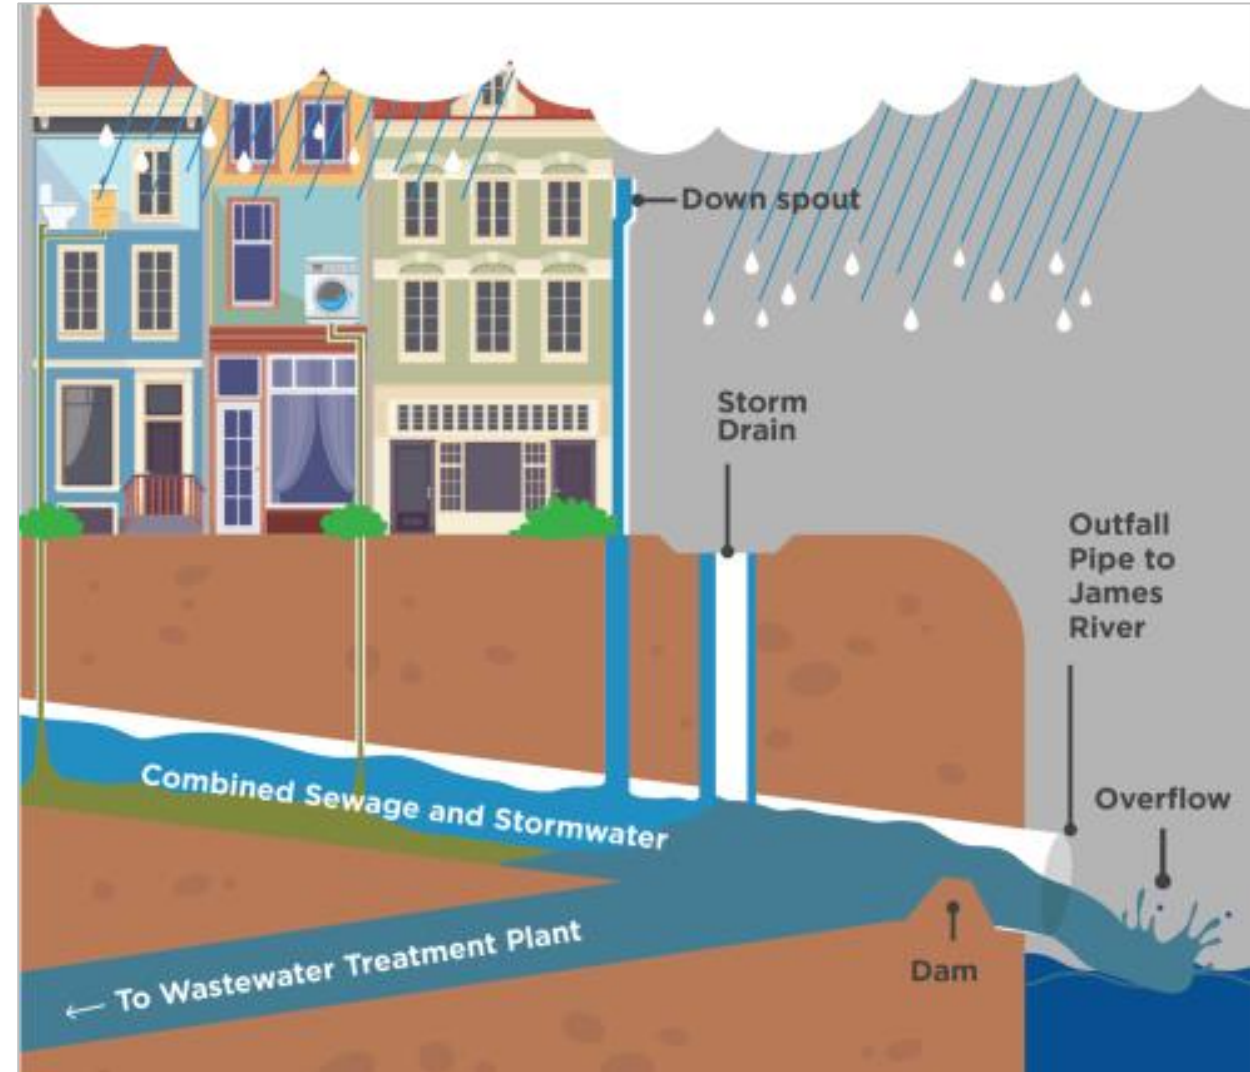 Down spout
Storm
Drain
Outfall
Pipe to
James
River
Combined Sewage and Stormwater
Overflow
← To Wastewater Treatment Plant
Dam